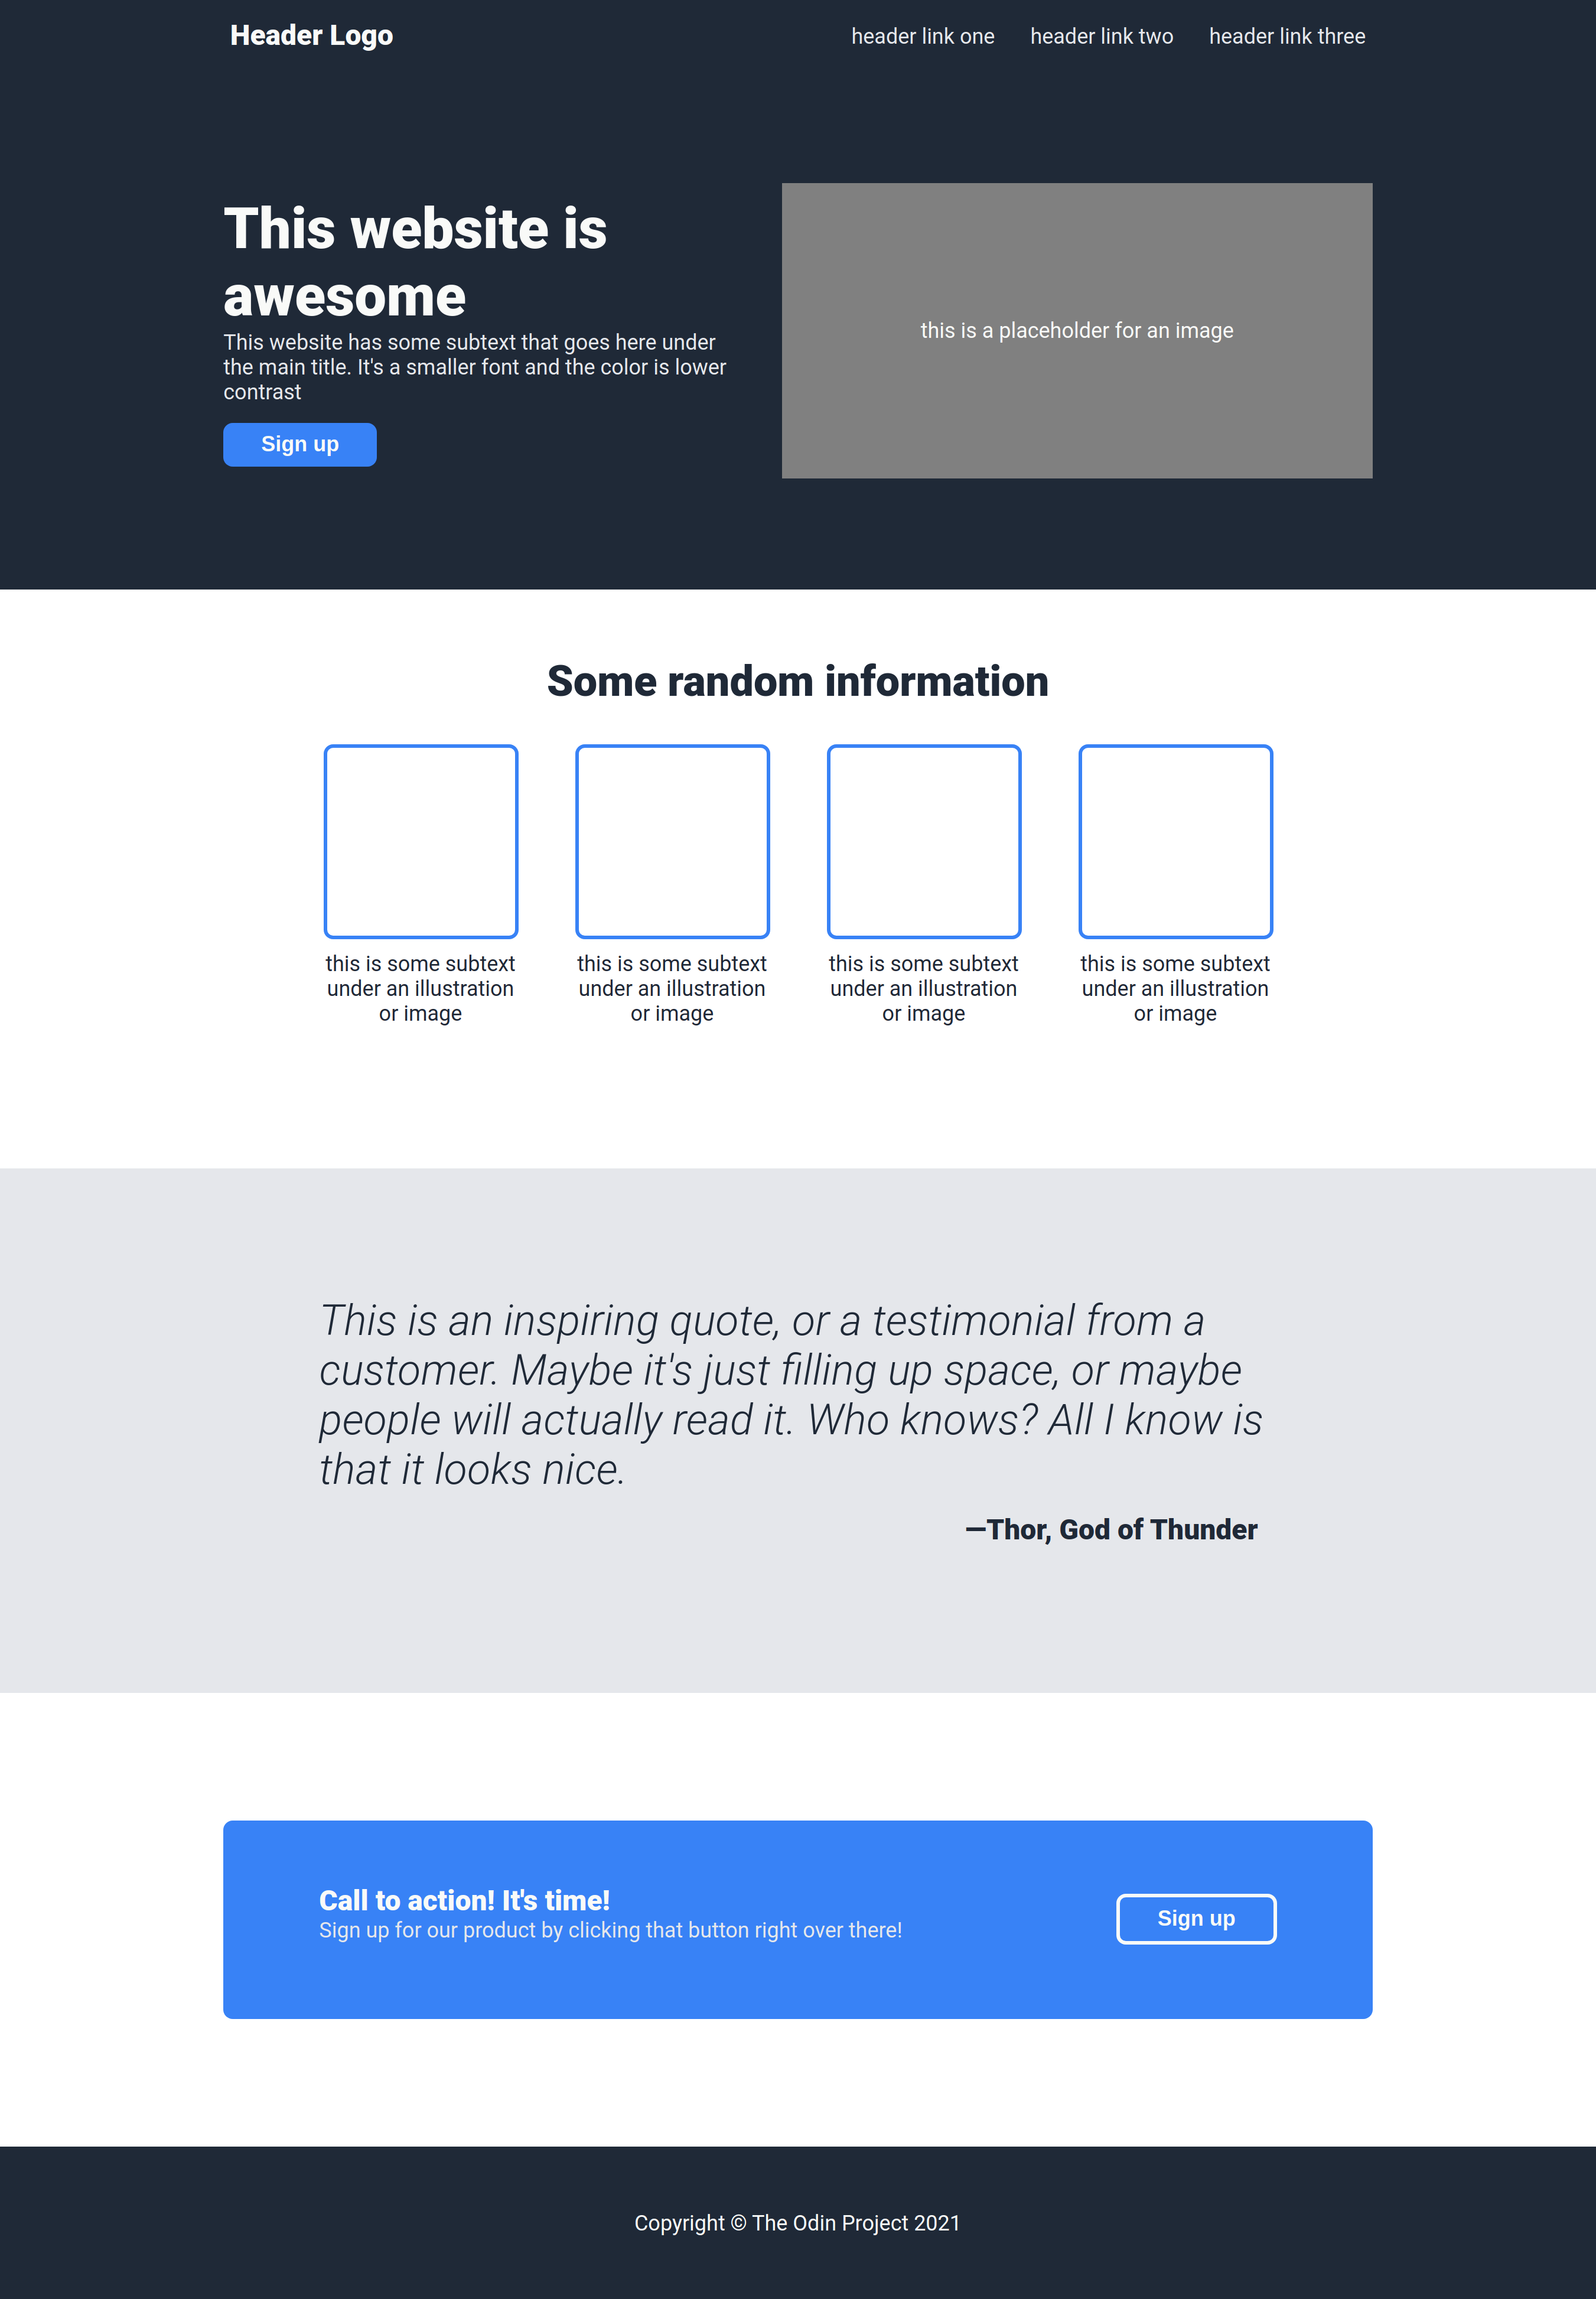 Header Logo
header link one
header link two
header link three
This website is
awesome
This website has some subtext that goes here under
the main title. It's a smaller font and the color is lower
contrast
Sign up
this is a placeholder for an image
Some random information
this is some subtext
under an illustration
or image
this is some subtext
under an illustration
or image
this is some subtext
under an illustration
or image
this is some subtext
under an illustration
or image
This is an inspiring quote, or a testimonial from a
customer. Maybe it's just filling up space, or maybe
people will actually read it. Who knows? All I know is
that it looks nice.
—Thor, God of Thunder
Call to action! It's time!
Sign up for our product by clicking that button right over there!
Sign up
Copyright © The Odin Project 2021